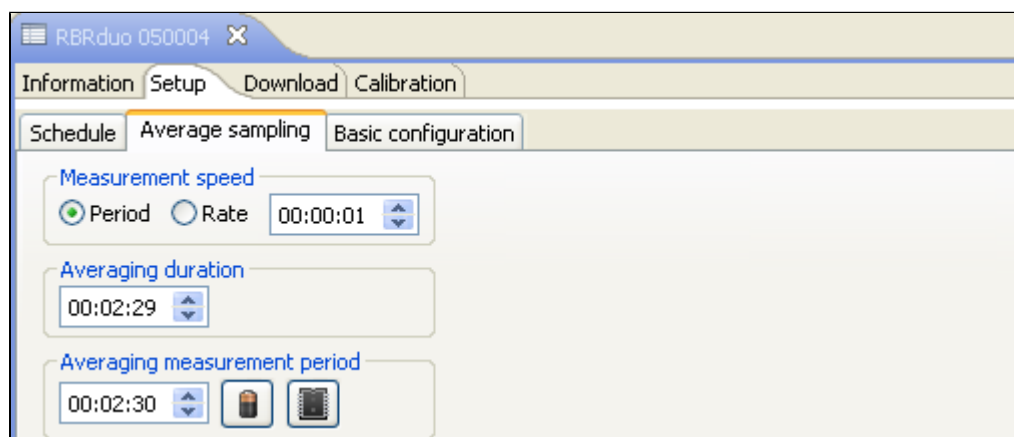 RBRduo 050004
Information Setup Download Calibration
Schedule Average sampling Basic configuration
Measurement speed
Period Rate 00:00:01
Averaging duration
00:02:29
Averaging measurement period
00:02:30